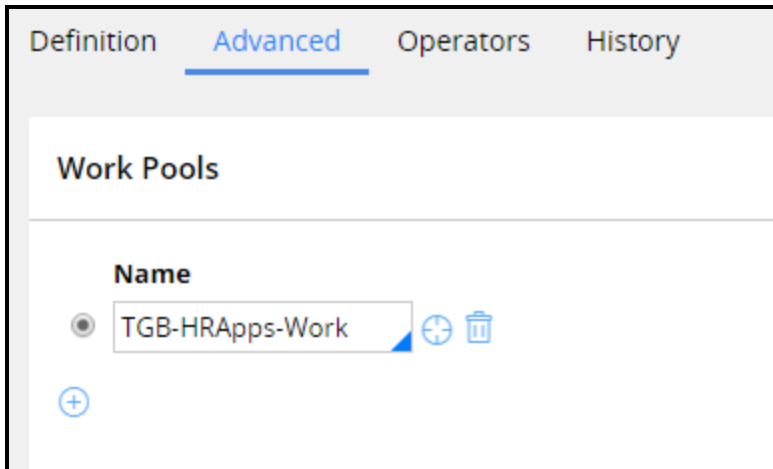 Definition Advanced Operators History
Work Pools
Name
TGB-HRApps-Work